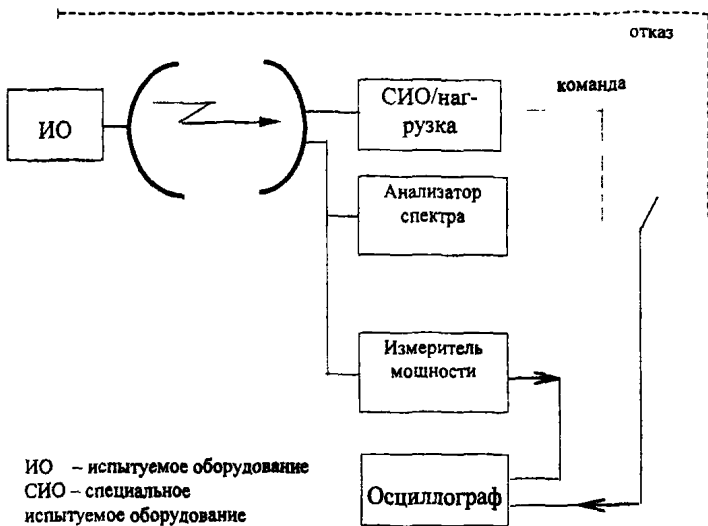 отказ
команда
ИО
СИО/наг-
рузка
Анализатор
спектра
Измеритель
мощности
Осциллограф
ИО – испытуемое оборудование
СИО – специальное
испытуемое оборудование